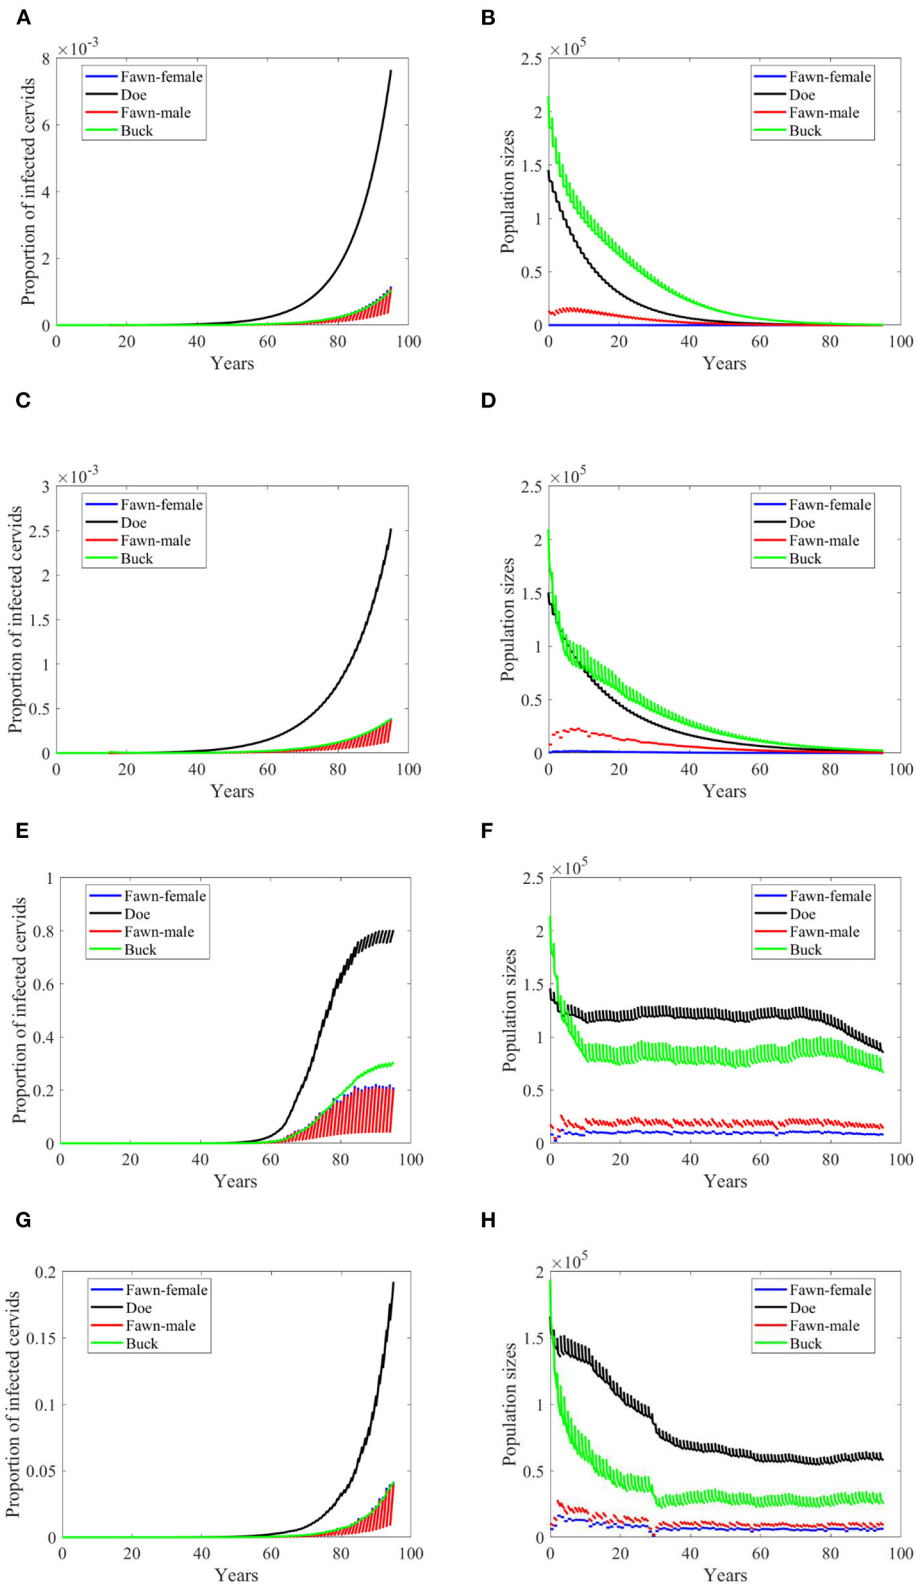 A
×10⁻³
8
6
4
2
0
Proportion of infected cervids
Fawn-female
Doe
Fawn-male
Buck
0 20 40 60 80 100
Years
B
×10⁵
2.5
2
1.5
1
0.5
0
Population sizes
Fawn-female
Doe
Fawn-male
Buck
0 20 40 60 80 100
Years
C
×10⁻³
3
2.5
2
1.5
1
0.5
0
Proportion of infected cervids
Fawn-female
Doe
Fawn-male
Buck
0 20 40 60 80 100
Years
D
×10⁵
2.5
2
1.5
1
0.5
0
Population sizes
Fawn-female
Doe
Fawn-male
Buck
0 20 40 60 80 100
Years
E
1
0.8
0.6
0.4
0.2
0
Proportion of infected cervids
Fawn-female
Doe
Fawn-male
Buck
0 20 40 60 80 100
Years
F
×10⁵
2.5
2
1.5
1
0.5
0
Population sizes
Fawn-female
Doe
Fawn-male
Buck
0 20 40 60 80 100
Years
G
0.2
0.15
0.1
0.05
0
Proportion of infected cervids
Fawn-female
Doe
Fawn-male
Buck
0 20 40 60 80 100
Years
H
×10⁵
2
1.5
1
0.5
0
Population sizes
Fawn-female
Doe
Fawn-male
Buck
0 20 40 60 80 100
Years